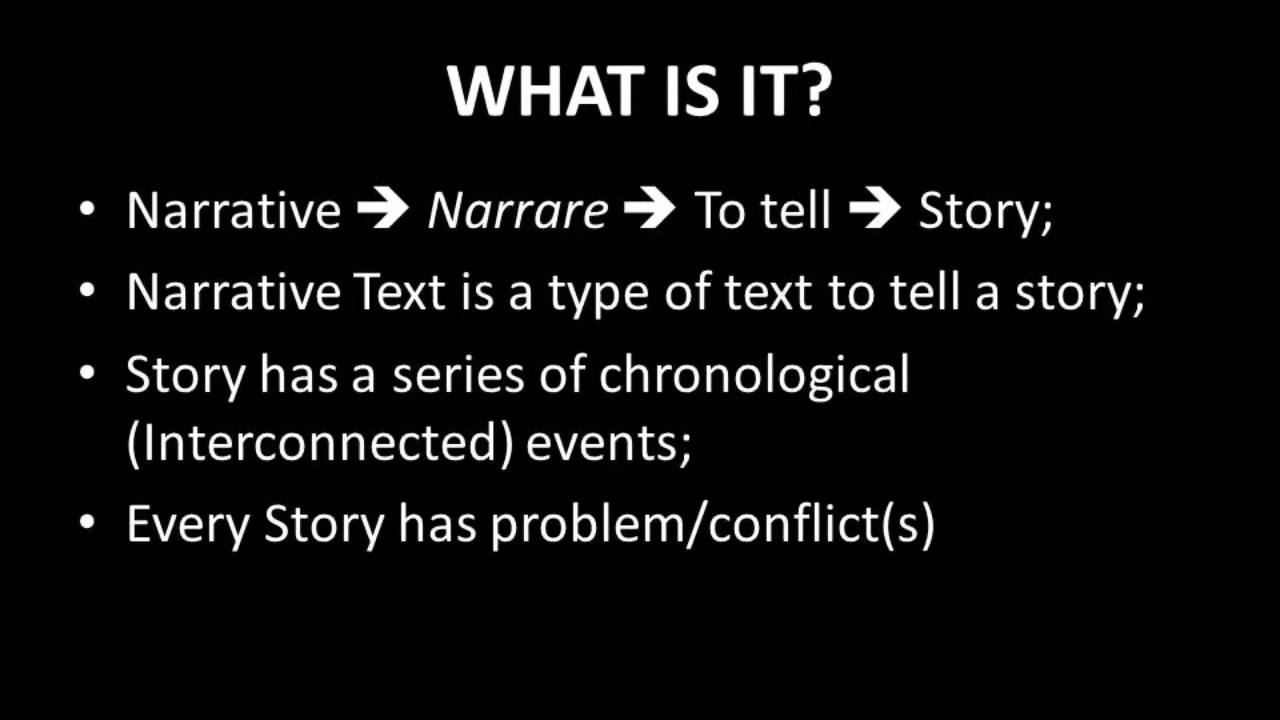 WHAT IS IT?
• Narrative ➔ Narrare ➔ To tell ➔ Story;
• Narrative Text is a type of text to tell a story;
• Story has a series of chronological
(Interconnected) events;
• Every Story has problem/conflict(s)